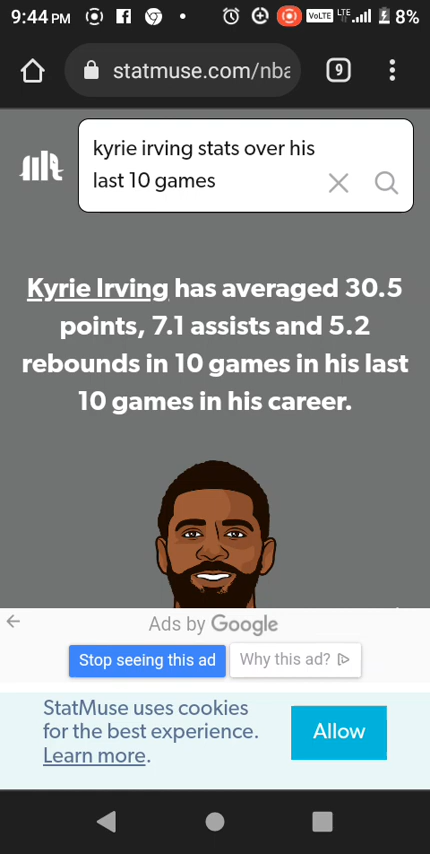 9:44 PM
VoLTE LTE 8%
statmuse.com/nba
9
kyrie irving stats over his
last 10 games
Kyrie Irving has averaged 30.5
points, 7.1 assists and 5.2
rebounds in 10 games in his last
10 games in his career.
Ads by Google
Stop seeing this ad
Why this ad?
StatMuse uses cookies
for the best experience.
Learn more.
Allow